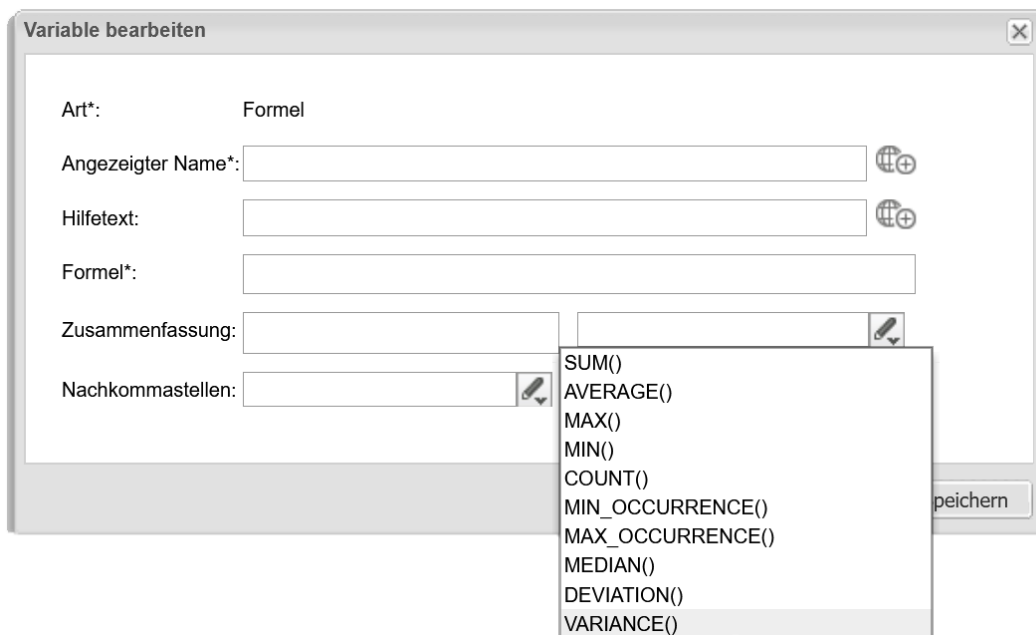 Variable bearbeiten
Art*: Formel
Angezeigter Name*:
Hilfetext:
Formel*:
Zusammenfassung:
Nachkommastellen:
SUM()
AVERAGE()
MAX()
MIN()
COUNT()
MIN_OCCURRENCE()
MAX_OCCURRENCE()
MEDIAN()
DEVIATION()
VARIANCE()
peichern